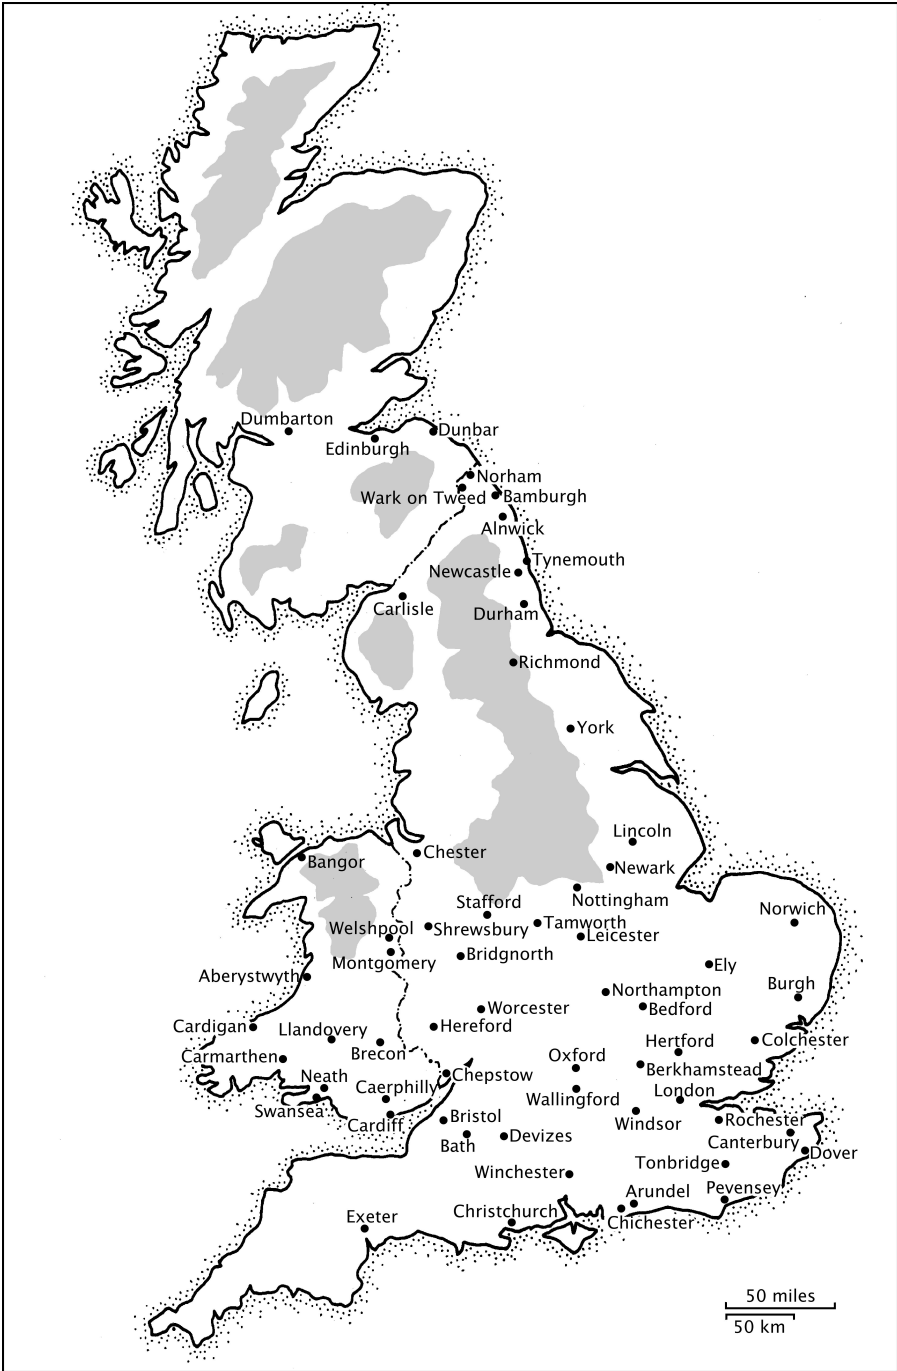 Dumbarton
Dunbar
Edinburgh
Norham
Wark on Tweed
Bamburgh
Alnwick
Tynemouth
Newcastle
Carlisle
Durham
Richmond
York
Lincoln
Chester
Bangor
Newark
Nottingham
Stafford
Norwich
Tamworth
Welshpool
Shrewsbury
Leicester
Bridgnorth
Montgomery
Ely
Aberystwyth
Burgh
Northampton
Worcester
Bedford
Cardigan
Llandovery
Hereford
Hertford
Colchester
Brecon
Oxford
Carmarthen
Berkhamstead
Neath
Chepstow
Caerphilly
London
Wallingford
Swansea
Bristol
Rochester
Cardiff
Windsor
Devizes
Canterbury
Bath
Dover
Tonbridge
Winchester
Pevensey
Arundel
Christchurch
Exeter
Chichester
50 miles
50 km